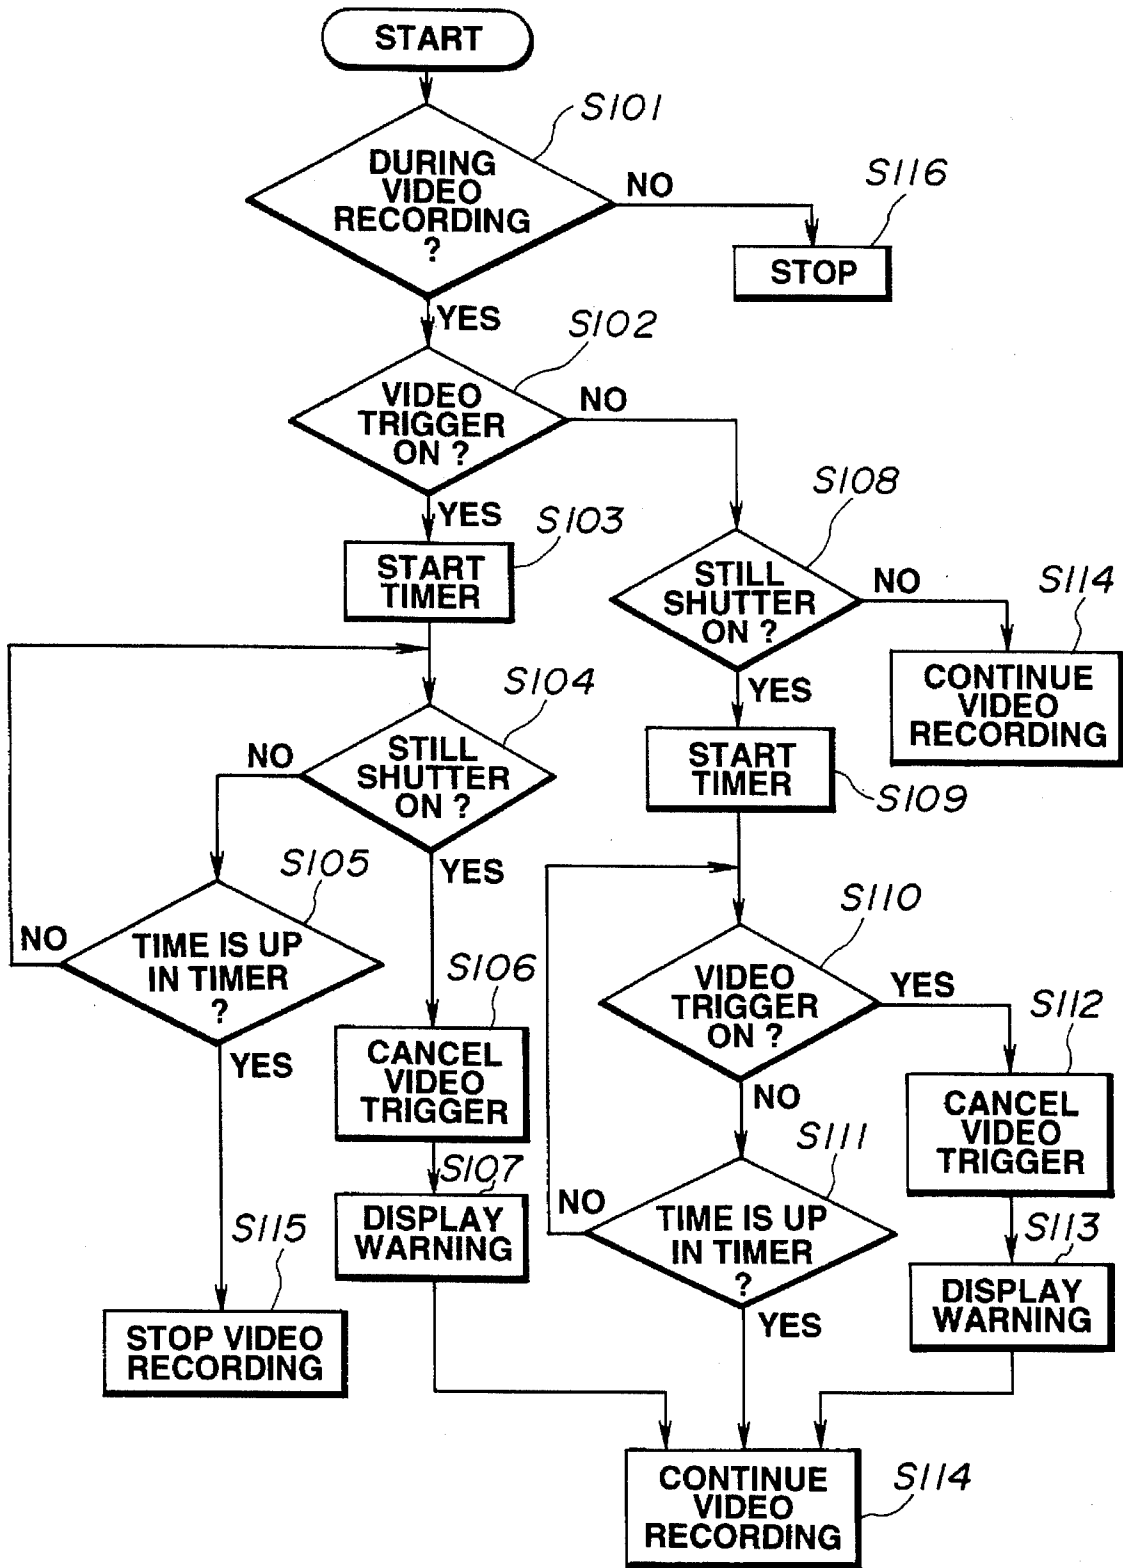 START
S101
DURING
VIDEO
RECORDING
?
NO
S116
STOP
YES
S102
VIDEO
TRIGGER
ON ?
NO
YES
S103
START
TIMER
S108
STILL
SHUTTER
ON ?
NO
S114
CONTINUE
VIDEO
RECORDING
YES
S104
STILL
SHUTTER
ON ?
NO
START
TIMER
S109
S105
YES
TIME IS UP
IN TIMER
?
NO
YES
S106
CANCEL
VIDEO
TRIGGER
S110
VIDEO
TRIGGER
ON ?
YES
S112
CANCEL
VIDEO
TRIGGER
NO
S107
DISPLAY
WARNING
S111
TIME IS UP
IN TIMER
?
NO
YES
S113
DISPLAY
WARNING
S115
STOP VIDEO
RECORDING
CONTINUE
VIDEO
RECORDING
S114